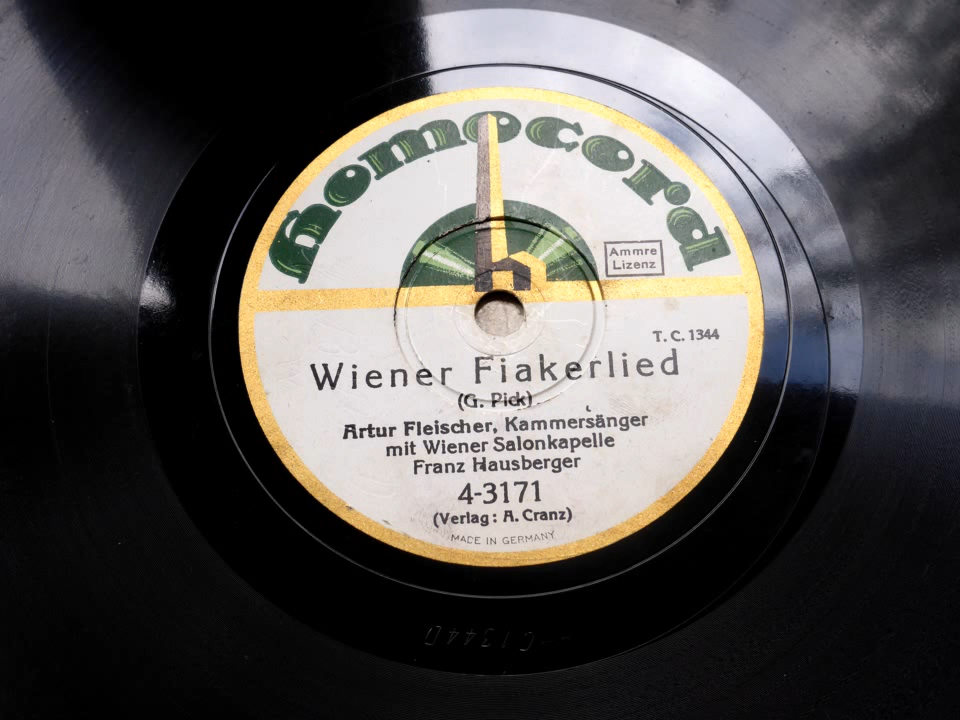 homocord
Ammre
Lizenz
T. C. 1344
Wiener Fiakerlied
(G. Pick)
Artur Fleischer, Kammersänger
mit Wiener Salonkapelle
Franz Hausberger
4-3171
(Verlag: A. Cranz)
MADE IN GERMANY